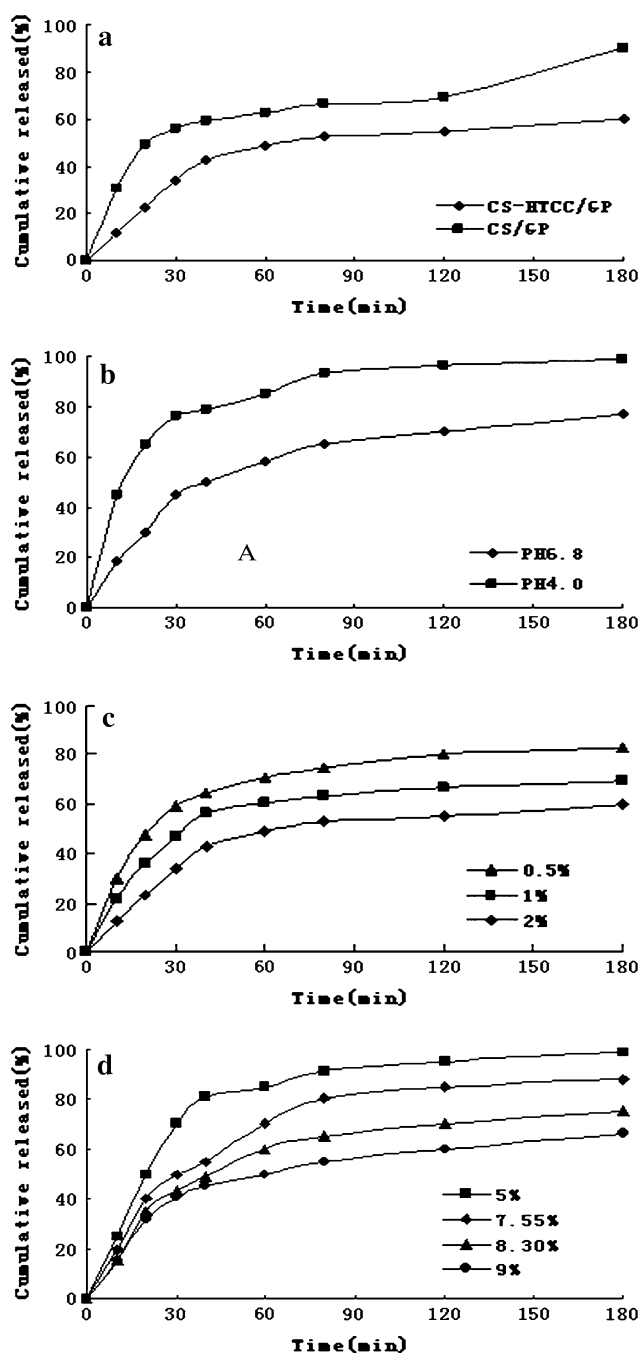 a
Cumulative released(%)
100
80
60
40
20
0
CS-HTCC/GP
CS/GP
0 30 60 90 120 150 180
Time(min)
b
Cumulative released(%)
100
80
60
40
20
0
A
PH6.8
PH4.0
0 30 60 90 120 150 180
Time(min)
c
Cumulative released(%)
100
80
60
40
20
0
0.5%
1%
2%
0 30 60 90 120 150 180
Time(min)
d
Cumulative released(%)
100
80
60
40
20
0
5%
7.55%
8.30%
9%
0 30 60 90 120 150 180
Time(min)